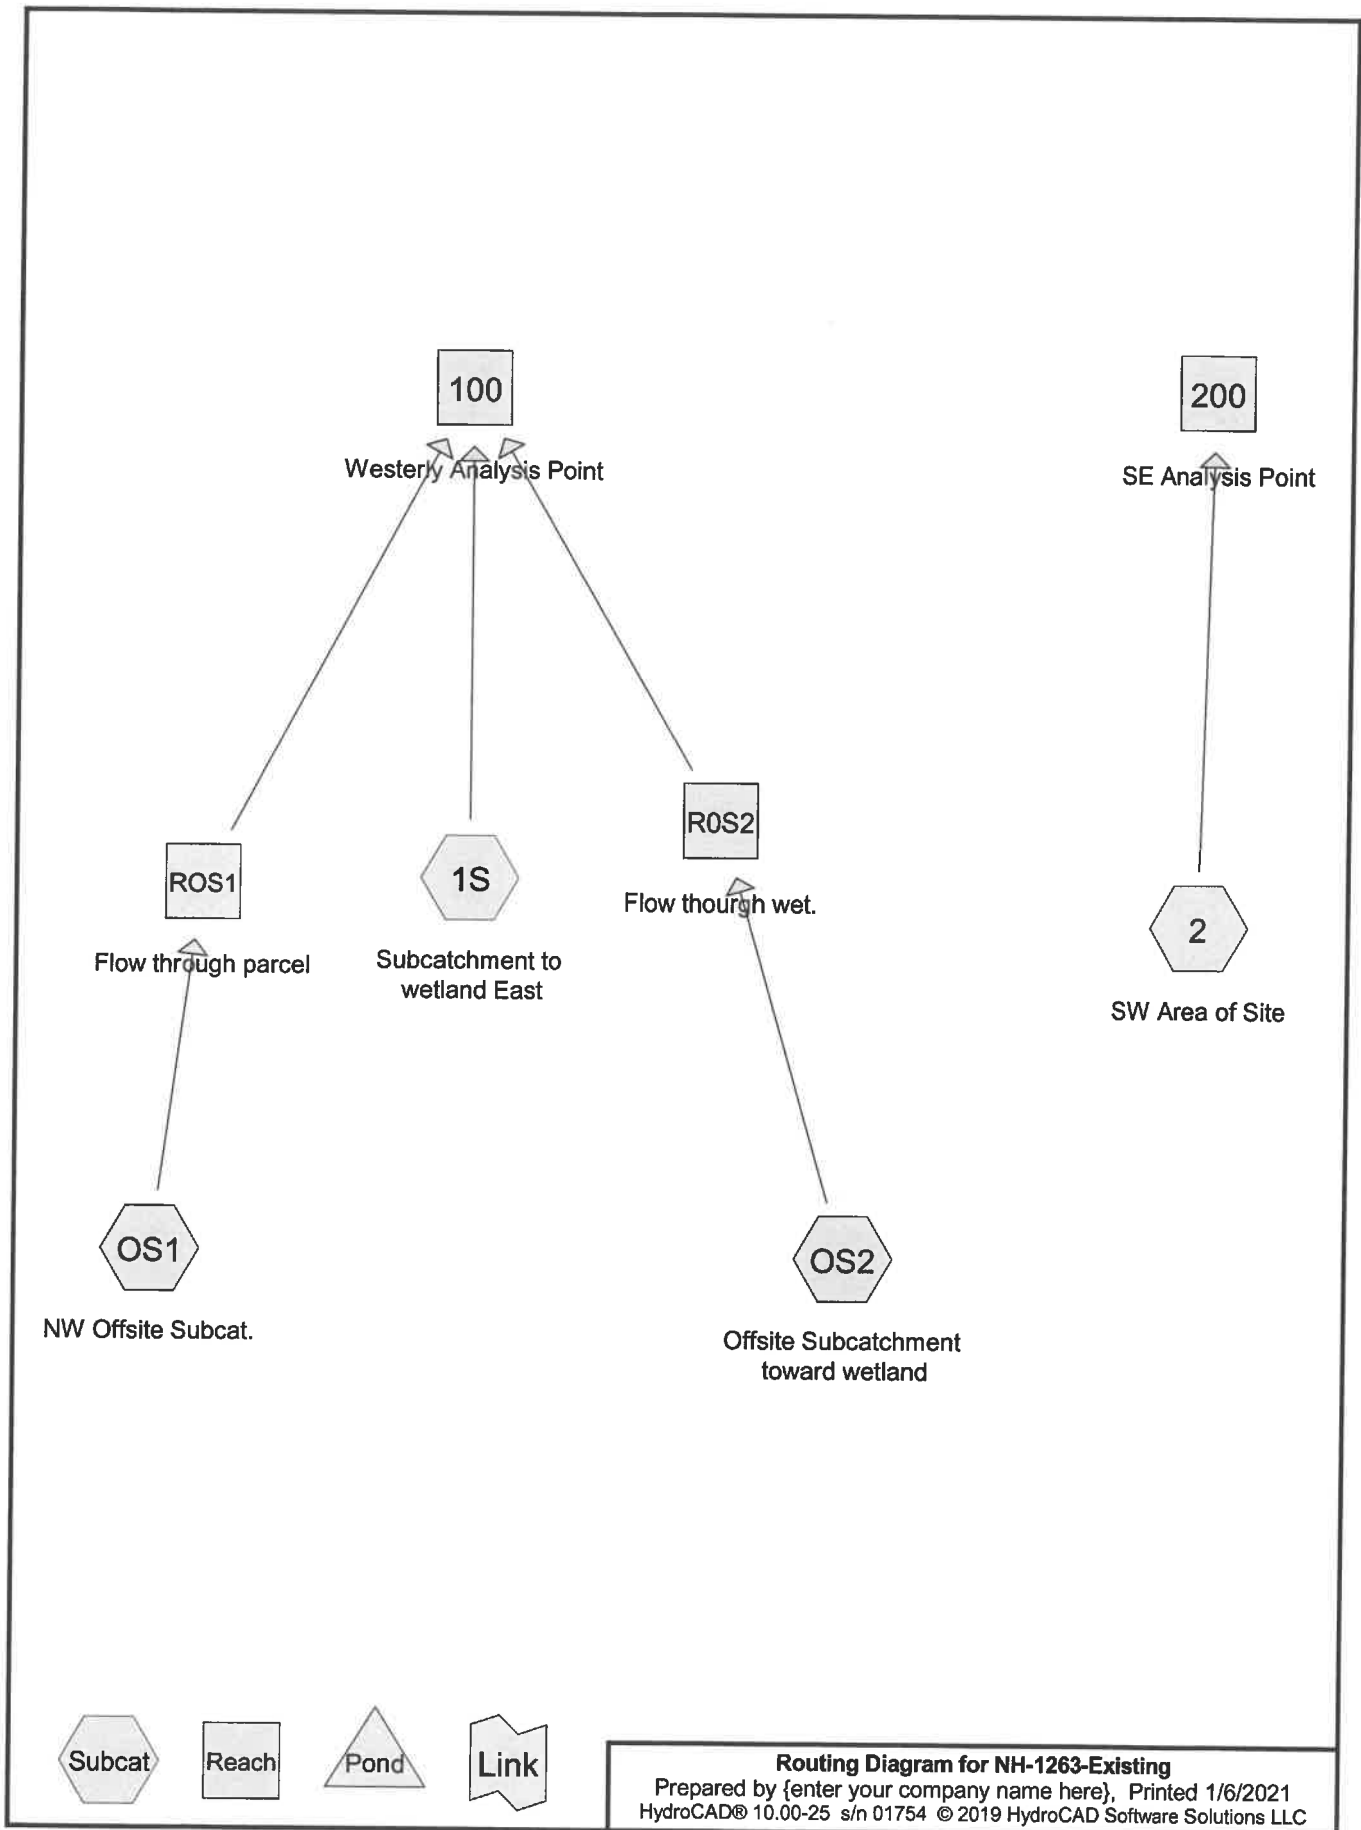 100
Westerly Analysis Point
200
SE Analysis Point
ROS1
Flow through parcel
1S
Subcatchment to
wetland East
R0S2
Flow thourgh wet.
2
SW Area of Site
OS1
NW Offsite Subcat.
OS2
Offsite Subcatchment
toward wetland
Subcat
Reach
Pond
Link
Routing Diagram for NH-1263-Existing
Prepared by {enter your company name here}, Printed 1/6/2021
HydroCAD® 10.00-25 s/n 01754 © 2019 HydroCAD Software Solutions LLC